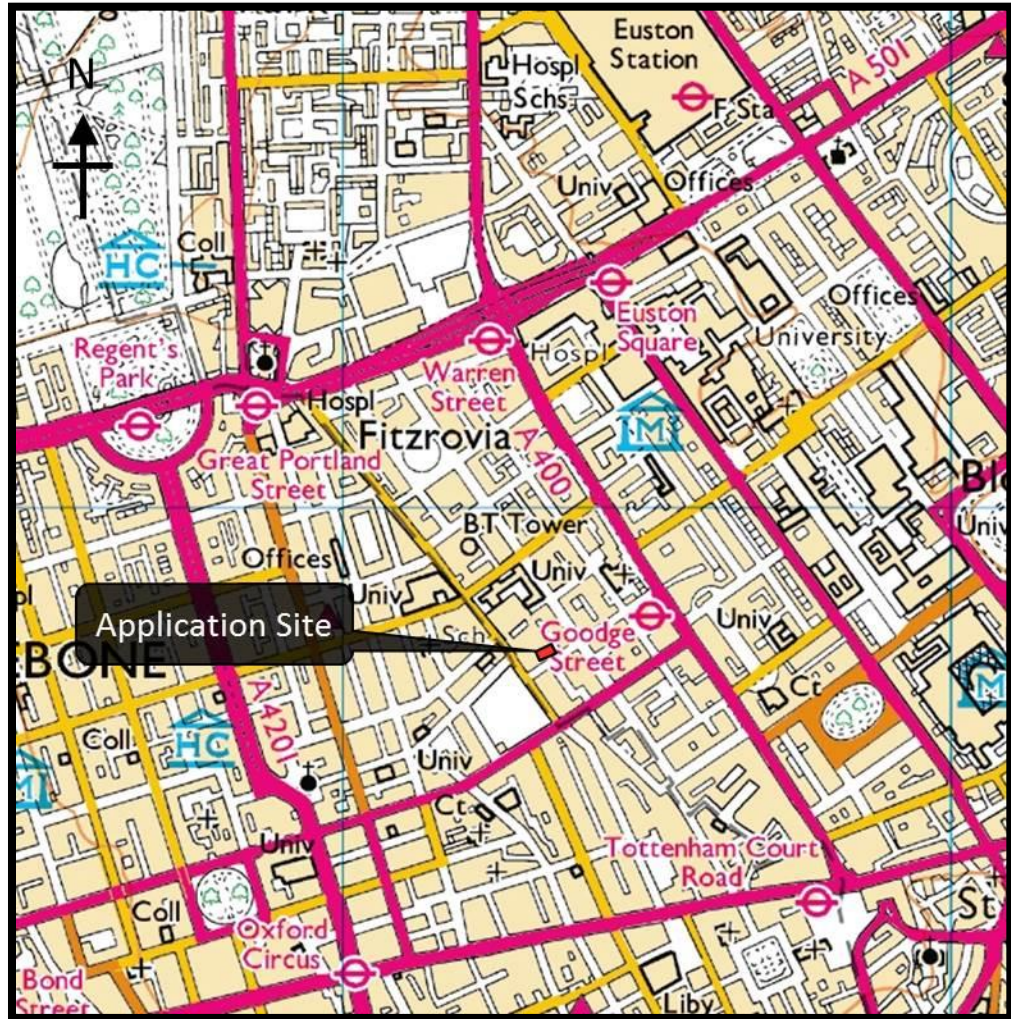 Euston
Station
A 501
N
Hospl
Schs
F Sta
Univ
Offices
Coll
HC
Offices
Euston
Square
University
Regent's
Park
Hospl
Warren
Street
Hospl
M
Fitzrovia
A 400
Great Portland
Street
BT Tower
Univ
Offices
Univ
Univ
Application Site
Sch
Goodge
Street
Univ
EBONE
Ct
M
A 4201
HC
Coll
Univ
Ct
Univ
Tottenham Court
Road
Coll
Oxford
Circus
St
Bond
Street
Liby